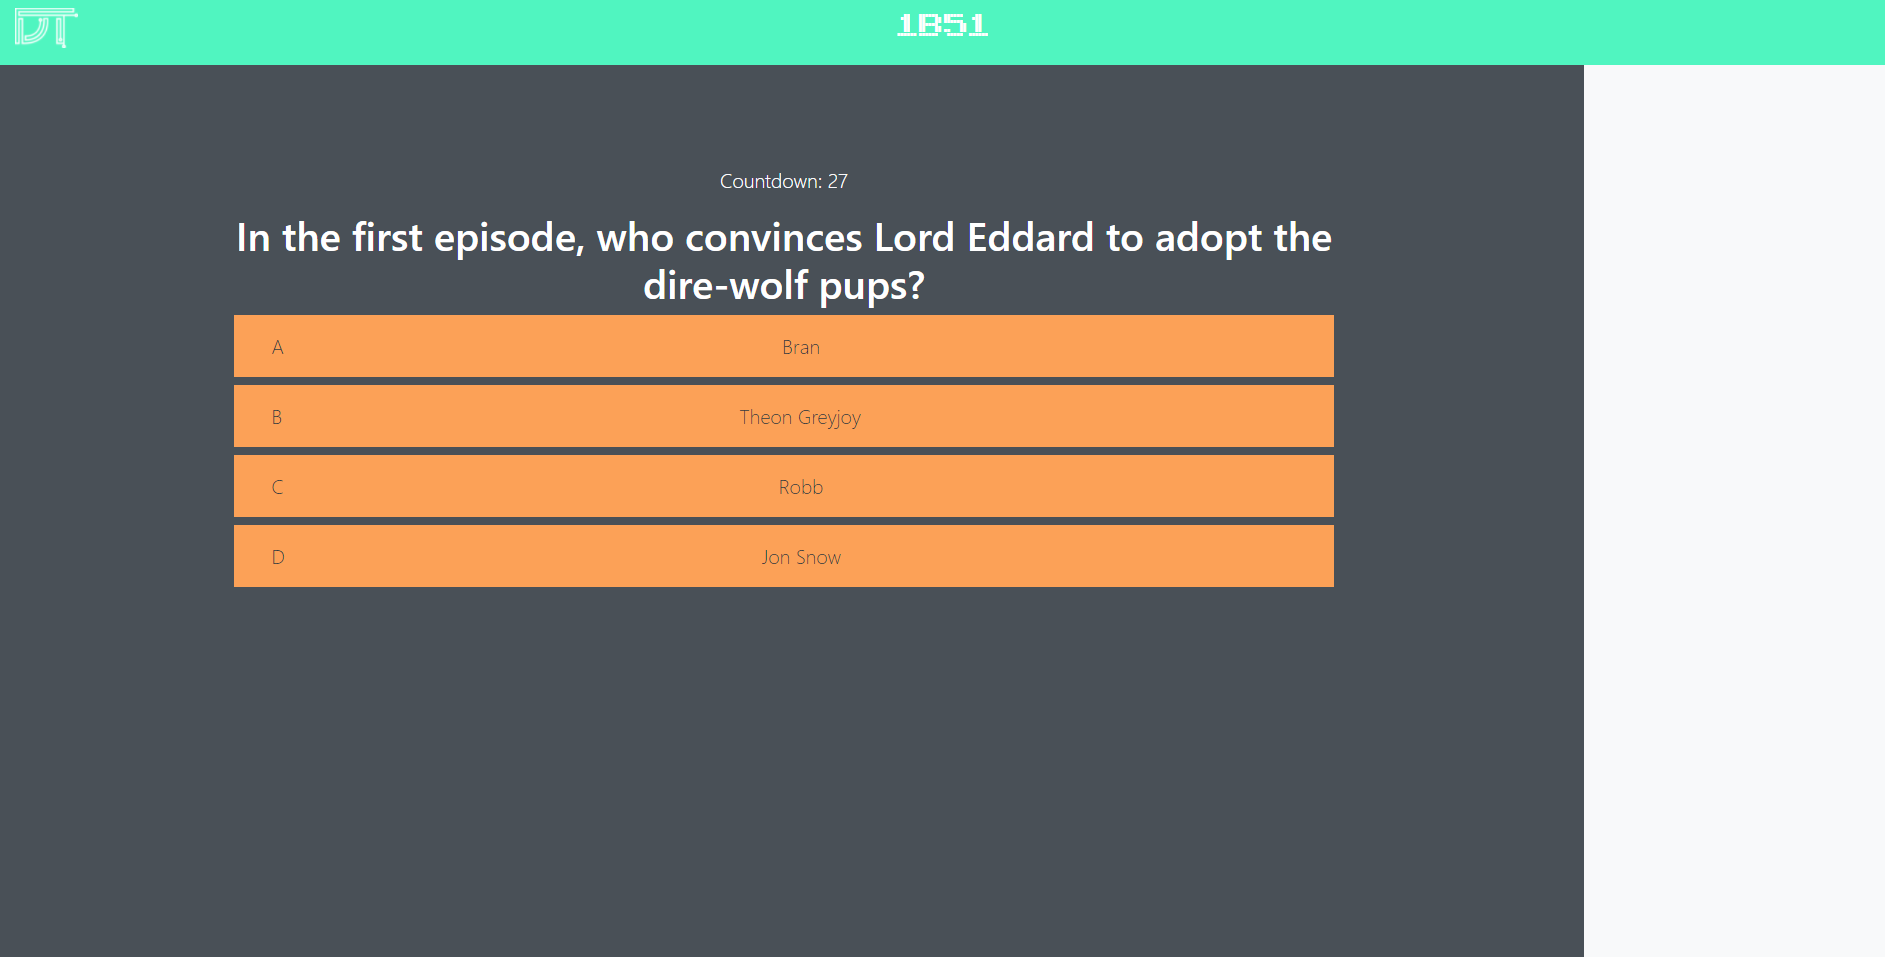 DT
1851
Countdown: 27
In the first episode, who convinces Lord Eddard to adopt the
dire-wolf pups?
A Bran
B Theon Greyjoy
C Robb
D Jon Snow